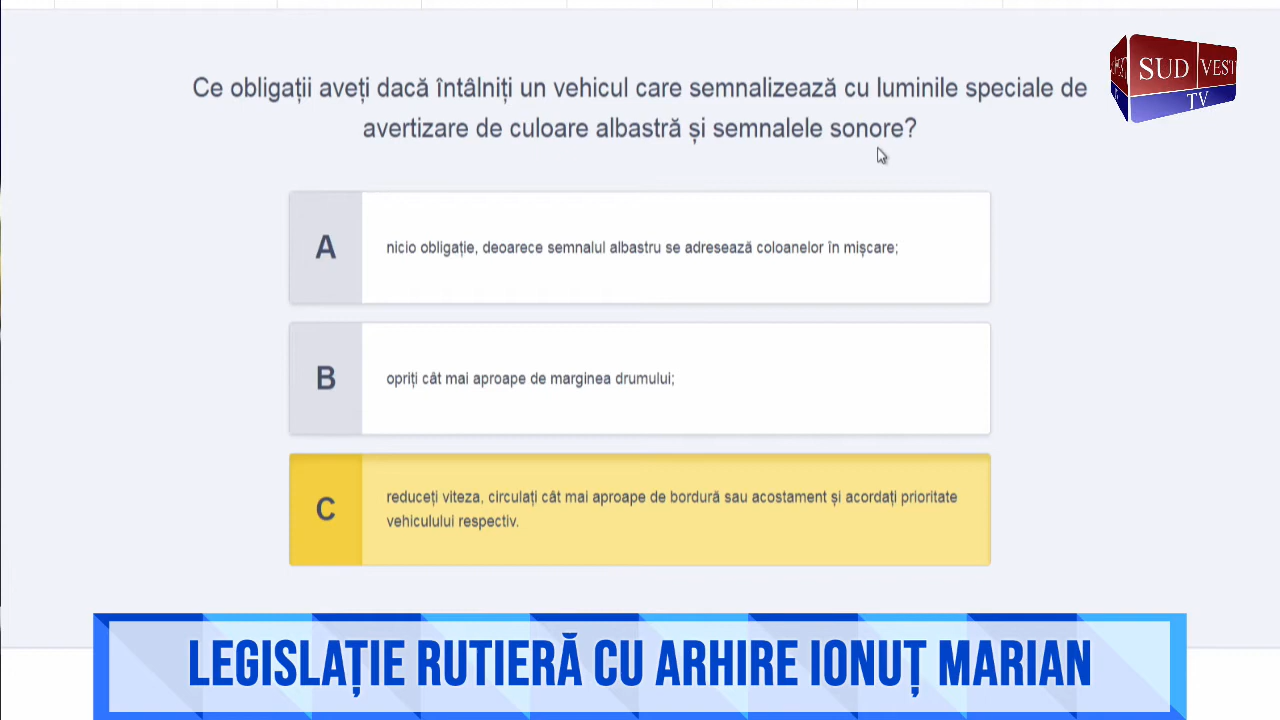 Ce obligații aveți dacă întâlniți un vehicul care semnalizează cu luminile speciale de
avertizare de culoare albastră și semnalele sonore?
SUD VEST
TV
A
nicio obligație, deoarece semnalul albastru se adresează coloanelor în mișcare;
B
opriți cât mai aproape de marginea drumului;
C
reduceți viteza, circulați cât mai aproape de bordură sau acostament și acordați prioritate
vehiculului respectiv.
LEGISLAȚIE RUTIERĂ CU ARHIRE IONUȚ MARIAN